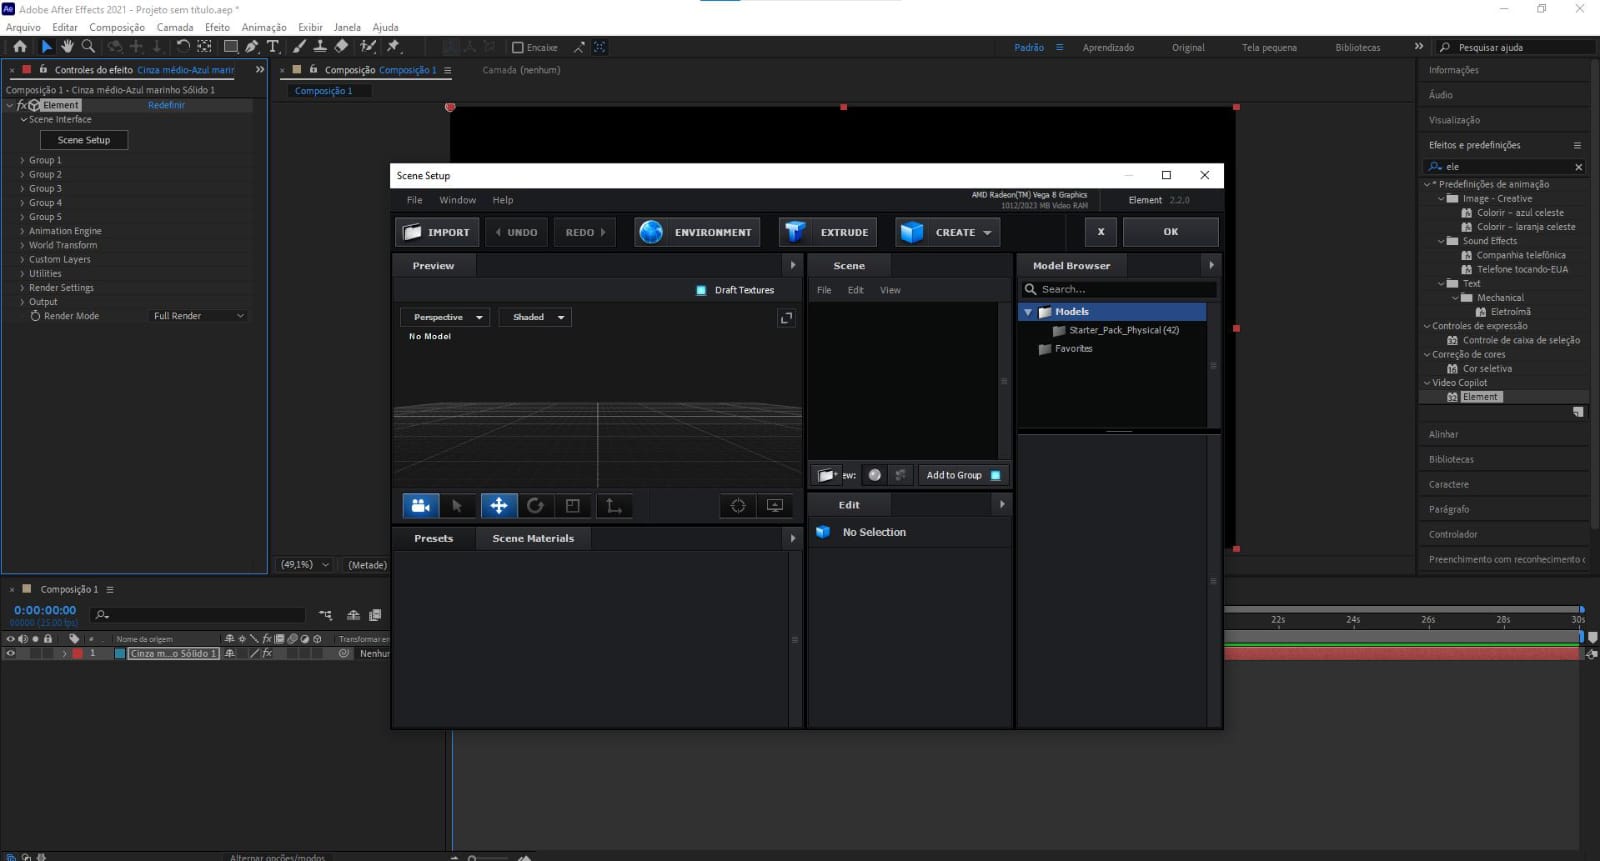 Ae Adobe After Effects 2021 - Projeto sem título.aep *
Arquivo Editar Composição Camada Efeito Animação Exibir Janela Ajuda
Encaixe
Padrão Aprendizado Original Tela pequena Bibliotecas
Pesquisar ajuda
Controles do efeito Cinza médio-Azul marir
Composição 1 • Cinza médio-Azul marinho Sólido 1
fx Element Redefinir
Scene Interface
Scene Setup
Group 1
Group 2
Group 3
Group 4
Group 5
Animation Engine
World Transform
Custom Layers
Utilities
Render Settings
Output
Render Mode Full Render
Composição Composição 1
Camada (nenhum)
Composição 1
(49,1%) (Metade)
Scene Setup
File Window Help
AMD Radeon(TM) Vega 8 Graphics
1012/2023 MB Video RAM
Element 2.2.0
IMPORT UNDO REDO ENVIRONMENT EXTRUDE CREATE X OK
Preview
Draft Textures
Perspective Shaded
No Model
Presets Scene Materials
Scene
File Edit View
ew: Add to Group
Edit
No Selection
Model Browser
Search...
Models
Starter_Pack_Physical (42)
Favorites
Informações
Áudio
Visualização
Efeitos e predefinições
ele
* Predefinições de animação
Image - Creative
Colorir – azul celeste
Colorir – laranja celeste
Sound Effects
Companhia telefônica
Telefone tocando-EUA
Text
Mechanical
Eletroímã
Controles de expressão
Controle de caixa de seleção
Correção de cores
Cor seletiva
Video Copilot
Element
Alinhar
Bibliotecas
Caractere
Parágrafo
Controlador
Preenchimento com reconhecimento c
Composição 1
0:00:00:00
00000 (25.00 fps)
Nome da origem
Transformar en
1 Cinza m...o Sólido 1
Nenhur
22s 24s 26s 28s 30s
Alternar opções/modos